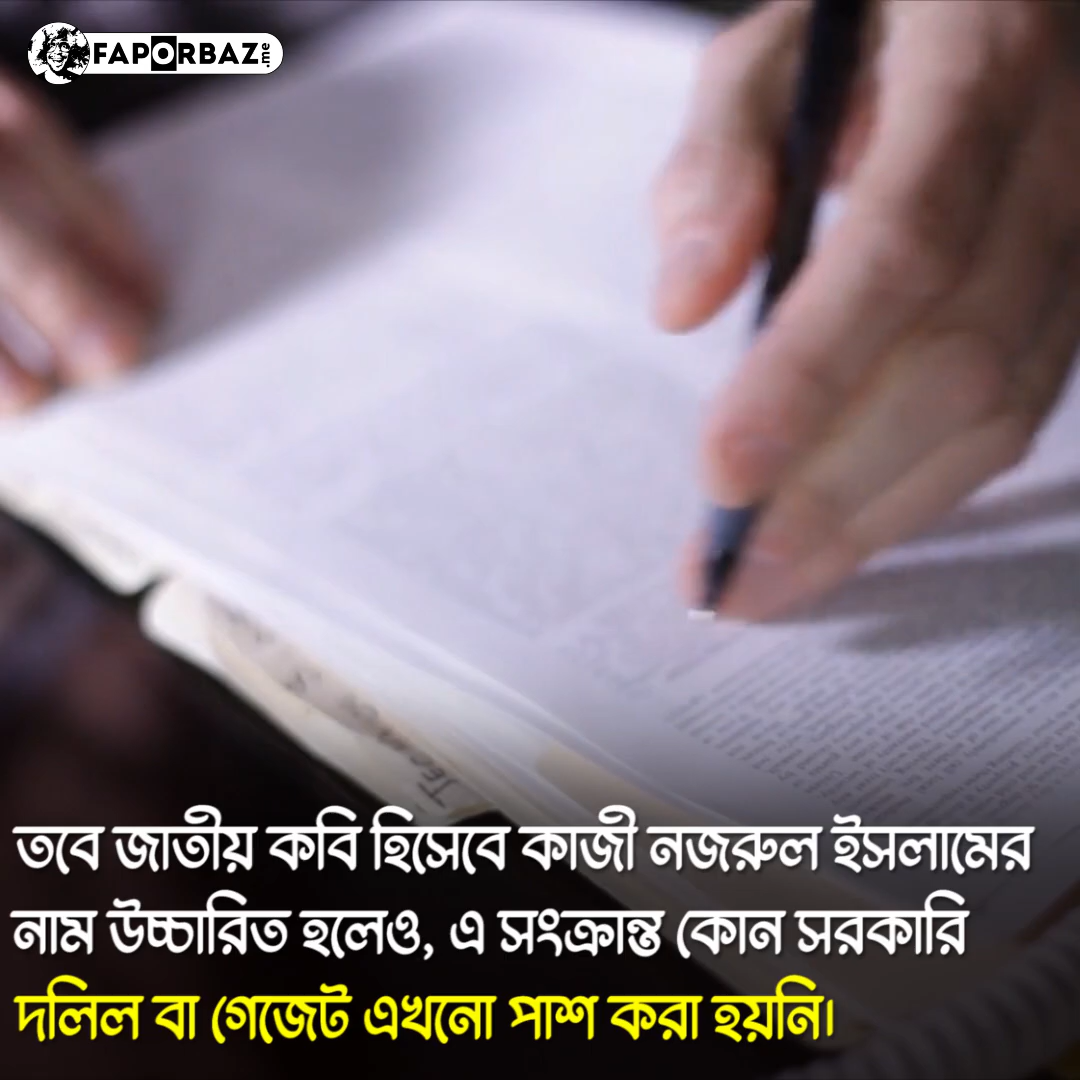 FAPORBAZ.me
তবে জাতীয় কবি হিসেবে কাজী নজরুল ইসলামের
নাম উচ্চারিত হলেও, এ সংক্রান্ত কোন সরকারি
দলিল বা গেজেট এখনো পাশ করা হয়নি।